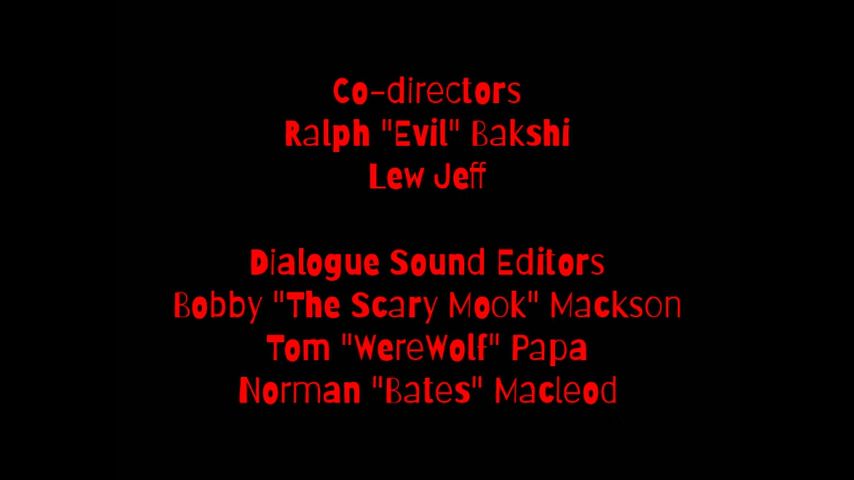 Co-directors
Ralph "Evil" Bakshi
Lew Jeff
Dialogue Sound Editors
Bobby "The Scary Mook" Mackson
Tom "WereWolf" Papa
Norman "Bates" Macleod